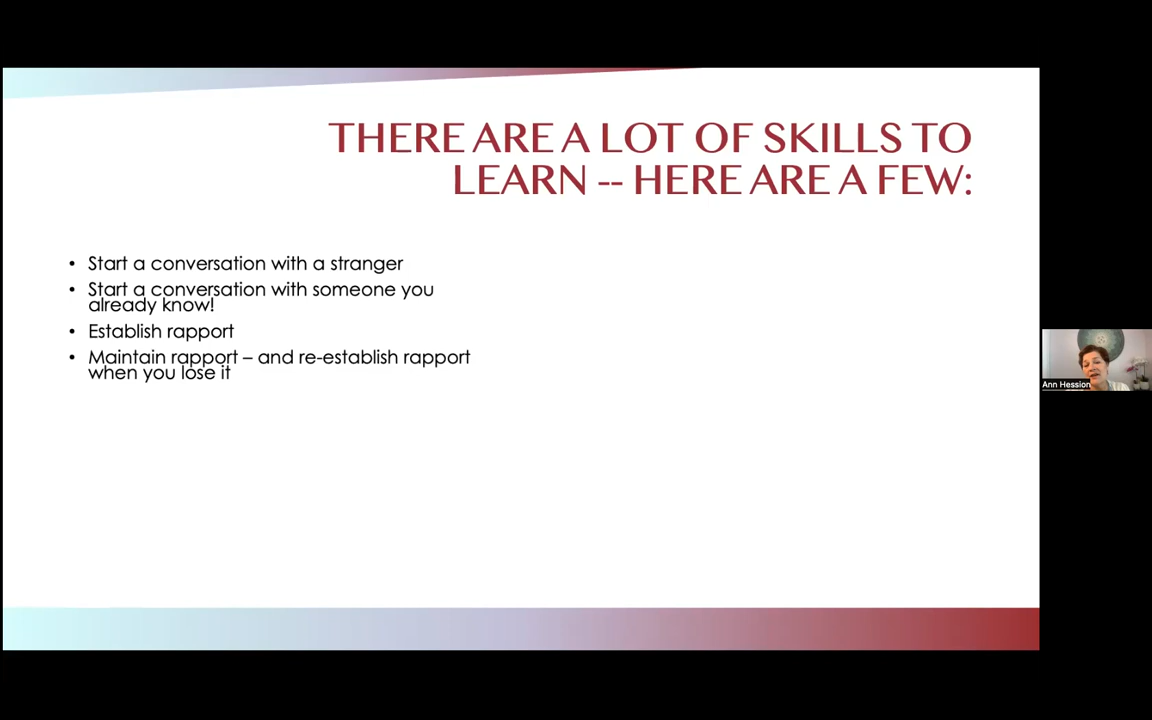 THERE ARE A LOT OF SKILLS TO
LEARN -- HERE ARE A FEW:
• Start a conversation with a stranger
• Start a conversation with someone you
already know!
• Establish rapport
• Maintain rapport – and re-establish rapport
when you lose it
Ann Hession